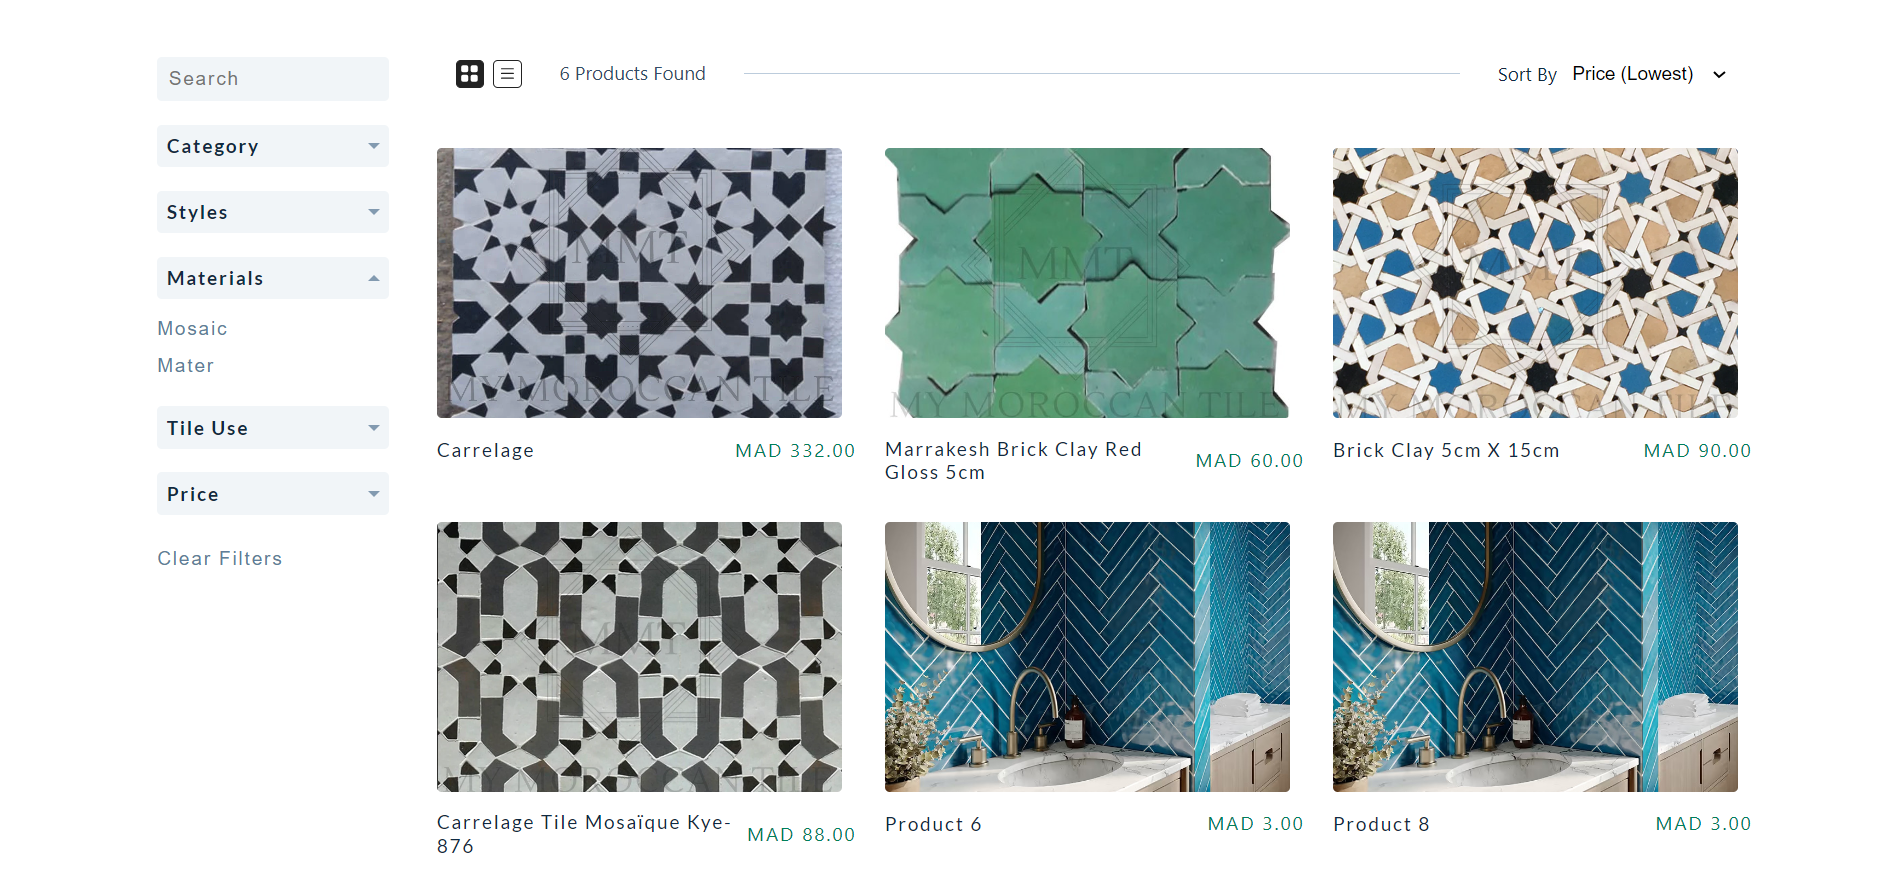 Search
6 Products Found
Sort By Price (Lowest)
Category
Styles
Materials
Mosaic
Mater
Tile Use
Price
Clear Filters
MMT
MY MOROCCAN TILE
Carrelage
MAD 332.00
MMT
MY MOROCCAN TILE
Marrakesh Brick Clay Red
Gloss 5cm
MAD 60.00
MMT
MY MOROCCAN TILE
Brick Clay 5cm X 15cm
MAD 90.00
MMT
MY MOROCCAN TILE
Carrelage Tile Mosaïque Kye-
876
MAD 88.00
Product 6
MAD 3.00
Product 8
MAD 3.00